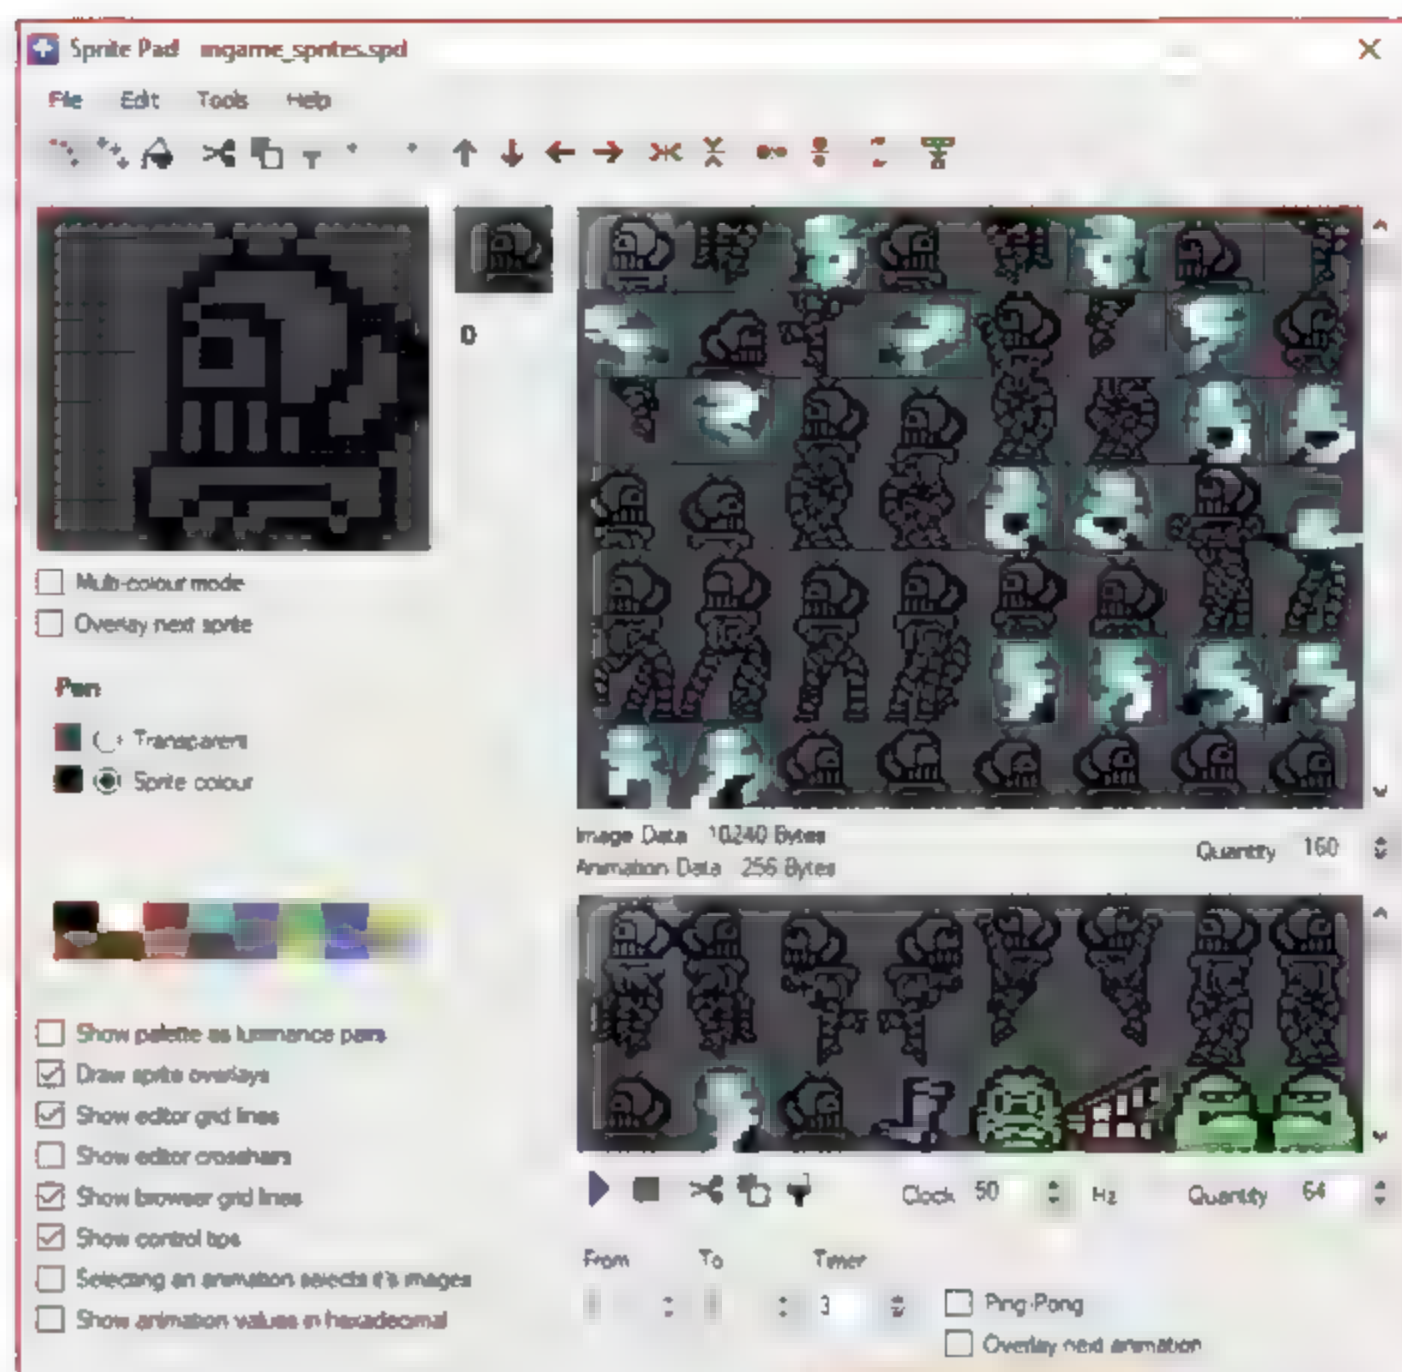 Sprite Pad ingame_sprites.spd
File Edit Tools Help
0
Multi-colour mode
Overlay next sprite
Pen
Transparent
Sprite colour
Image Data 10240 Bytes
Animation Data 256 Bytes
Quantity 160
Show palette as luminance pairs
Draw sprite overlays
Show editor grid lines
Show editor crosshairs
Show browser grid lines
Show control tips
Selecting an animation selects it's images
Show animation values in hexadecimal
Clock 50 Hz Quantity 64
From To Timer
3
Ping-Pong
Overlay next animation